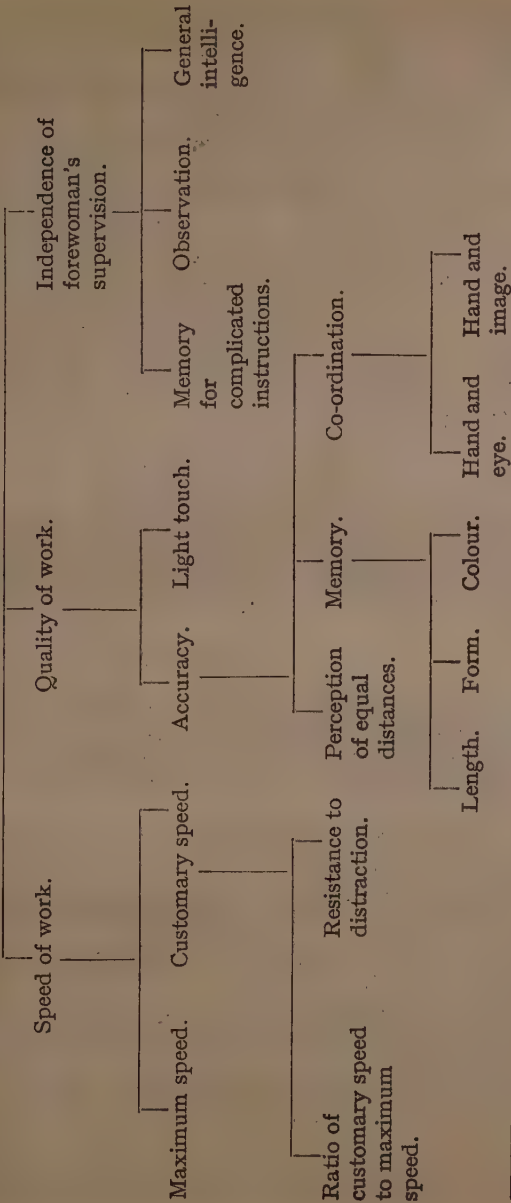 Speed of work.
Quality of work.
Independence of
forewoman's
supervision.
Maximum speed.
Customary speed.
Accuracy.
Light touch.
Memory
for
complicated
instructions.
Observation.
General
intelli-
gence.
Ratio of
customary speed
to maximum
speed.
Resistance to
distraction.
Perception
of equal
distances.
Memory.
Co-ordination.
Length.
Form.
Colour.
Hand and
eye.
Hand and
image.